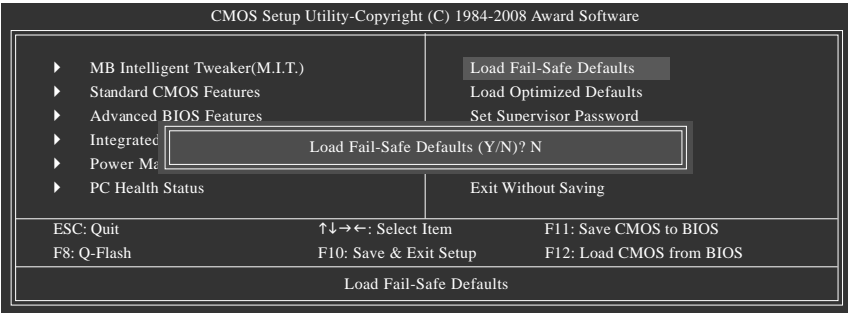 CMOS Setup Utility-Copyright (C) 1984-2008 Award Software
MB Intelligent Tweaker(M.I.T.)
Standard CMOS Features
Advanced BIOS Features
Integrated
Power Ma
PC Health Status
Load Fail-Safe Defaults
Load Optimized Defaults
Set Supervisor Password
Exit Without Saving
Load Fail-Safe Defaults (Y/N)? N
ESC: Quit
↑↓→←: Select Item
F11: Save CMOS to BIOS
F8: Q-Flash
F10: Save & Exit Setup
F12: Load CMOS from BIOS
Load Fail-Safe Defaults